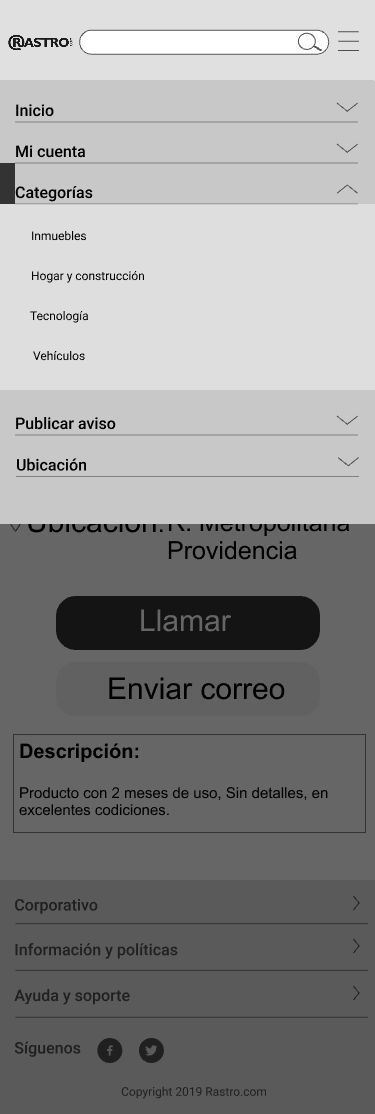 RASTRO
Inicio
Mi cuenta
Categorías
Inmuebles
Hogar y construcción
Tecnología
Vehículos
Publicar aviso
Ubicación
Ubicación: R. Metropolitana
Providencia
Llamar
Enviar correo
Descripción:
Producto con 2 meses de uso, Sin detalles, en
excelentes codiciones.
Corporativo
Información y políticas
Ayuda y soporte
Síguenos
Copyright 2019 Rastro.com